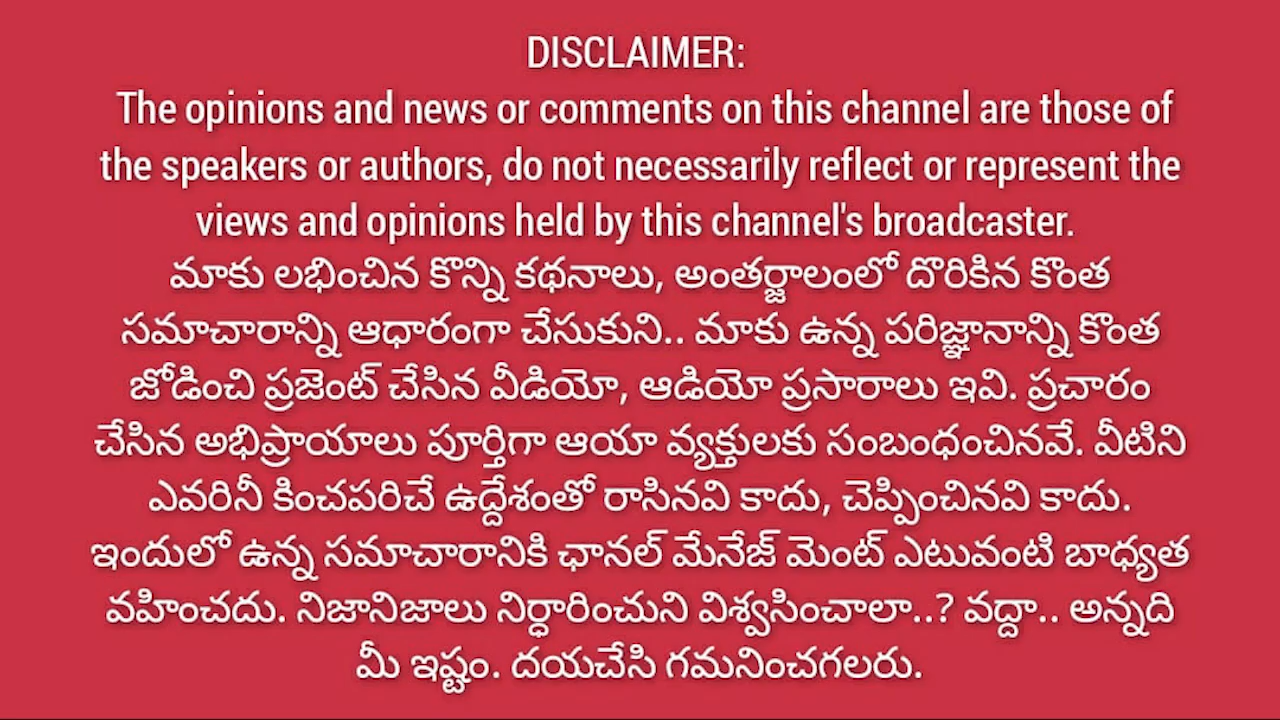 DISCLAIMER:
The opinions and news or comments on this channel are those of
the speakers or authors, do not necessarily reflect or represent the
views and opinions held by this channel's broadcaster.
మాకు లభించిన కొన్ని కథనాలు, అంతర్జాలంలో దొరికిన కొంత
సమాచారాన్ని ఆధారంగా చేసుకుని.. మాకు ఉన్న పరిజ్ఞానాన్ని కొంత
జోడించి ప్రజెంట్ చేసిన వీడియో, ఆడియో ప్రసారాలు ఇవి. ప్రచారం
చేసిన అభిప్రాయాలు పూర్తిగా ఆయా వ్యక్తులకు సంబంధంచినవే. వీటిని
ఎవరినీ కించపరిచే ఉద్దేశంతో రాసినవి కాదు, చెప్పించినవి కాదు.
ఇందులో ఉన్న సమాచారానికి ఛానల్ మేనేజ్ మెంట్ ఎటువంటి బాధ్యత
వహించదు. నిజానిజాలు నిర్ధారించుని విశ్వసించాలా..? వద్దా.. అన్నది
మీ ఇష్టం. దయచేసి గమనించగలరు.